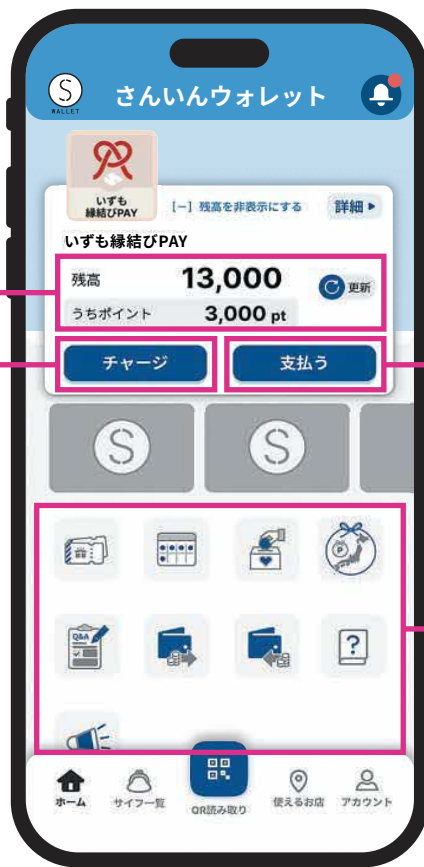 S
WALLET
さんいんウォレット
いずも
縁結びPAY
[-] 残高を非表示にする
詳細▶
いずも縁結びPAY
残高 13,000
更新
うちポイント 3,000 pt
チャージ
支払う
S
S
P
Q&A
?
ホーム
サイフ一覧
QR読み取り
使えるお店
アカウント